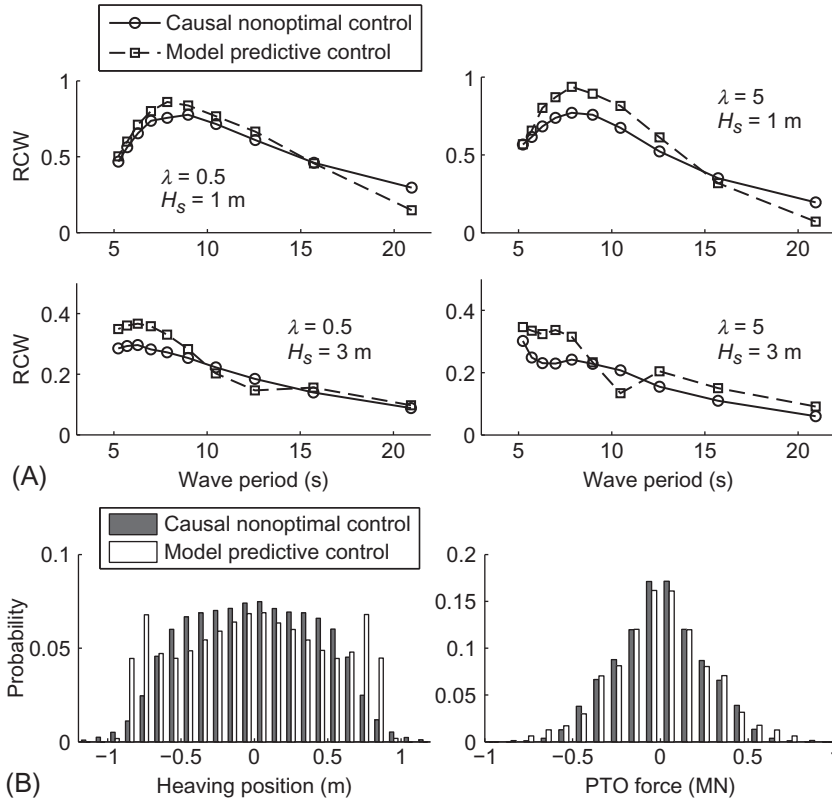 Causal nonoptimal control
Model predictive control
1
0.5
0
RCW
5
10
15
20
λ = 0.5
Hs = 1 m
1
0.5
0
RCW
5
10
15
20
λ = 5
Hs = 1 m
0.4
0.2
0
RCW
5
10
15
20
λ = 0.5
Hs = 3 m
Wave period (s)
0.4
0.2
0
RCW
5
10
15
20
λ = 5
Hs = 3 m
Wave period (s)
(A)
Causal nonoptimal control
Model predictive control
0.1
0.05
0
Probability
−1
−0.5
0
0.5
1
Heaving position (m)
0.2
0.15
0.1
0.05
0
−1
−0.5
0
0.5
PTO force (MN)
(B)